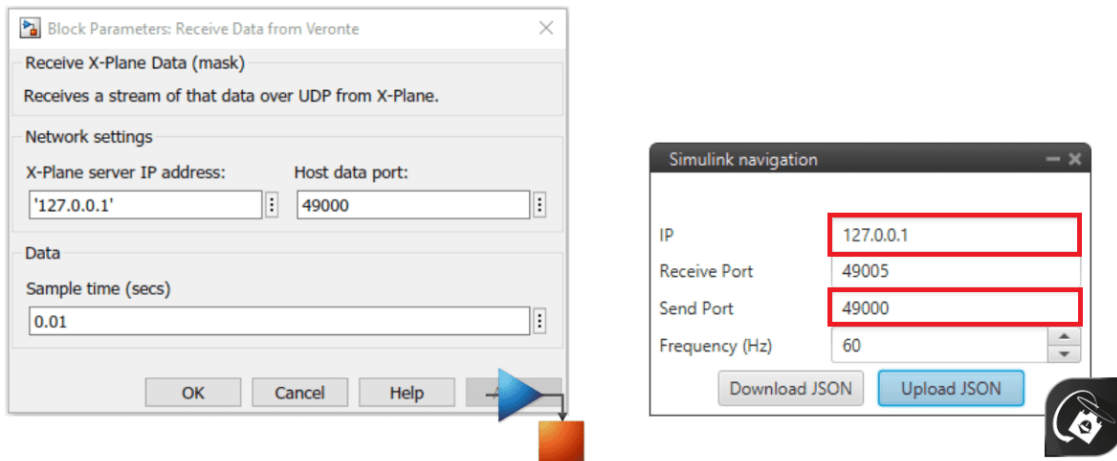 Block Parameters: Receive Data from Veronte
Receive X-Plane Data (mask)
Receives a stream of that data over UDP from X-Plane.
Network settings
X-Plane server IP address:
Host data port:
'127.0.0.1'
49000
Data
Sample time (secs)
0.01
OK
Cancel
Help
Simulink navigation
IP
127.0.0.1
Receive Port
49005
Send Port
49000
Frequency (Hz)
60
Download JSON
Upload JSON